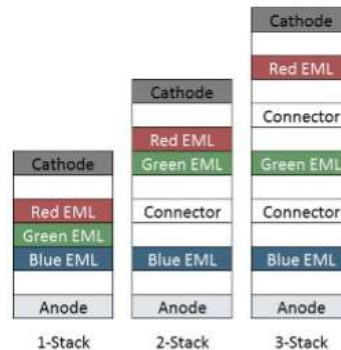 Cathode
Red EML
Green EML
Blue EML
Anode
1-Stack
Cathode
Red EML
Green EML
Connector
Blue EML
Anode
2-Stack
Cathode
Red EML
Connector
Green EML
Connector
Blue EML
Anode
3-Stack